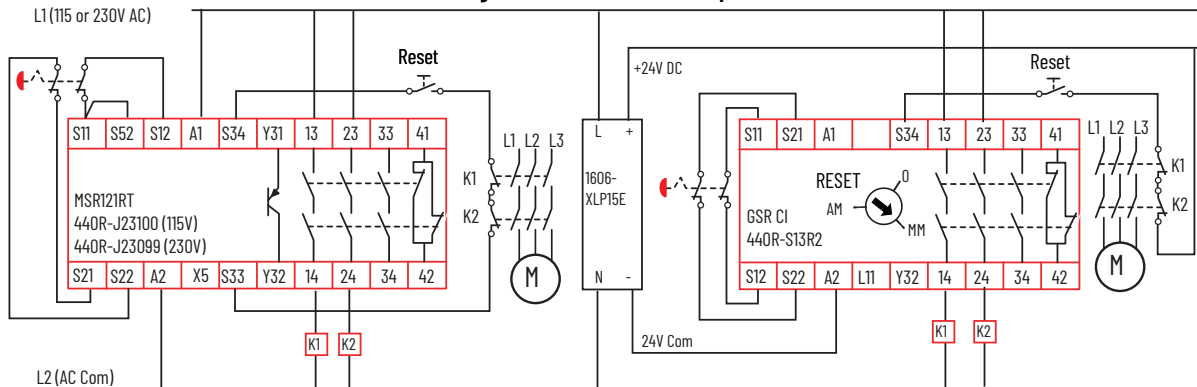 L1 (115 or 230V AC)
Reset
S11 S52 S12 A1 S34 Y31 13 23 33 41
MSR121RT
440R-J23100 (115V)
440R-J23099 (230V)
S21 S22 A2 X5 S33 Y32 14 24 34 42
K1
K2
L1 L2 L3
M
K1 K2
L2 (AC Com)
+24V DC
L +
1606-
XLP15E
N -
24V Com
Reset
S11 S21 A1 S34 13 23 33 41
RESET
O
AM
MM
GSR CI
440R-S13R2
S12 S22 A2 L11 Y32 14 24 34 42
L1 L2 L3
K1
K2
M
K1 K2